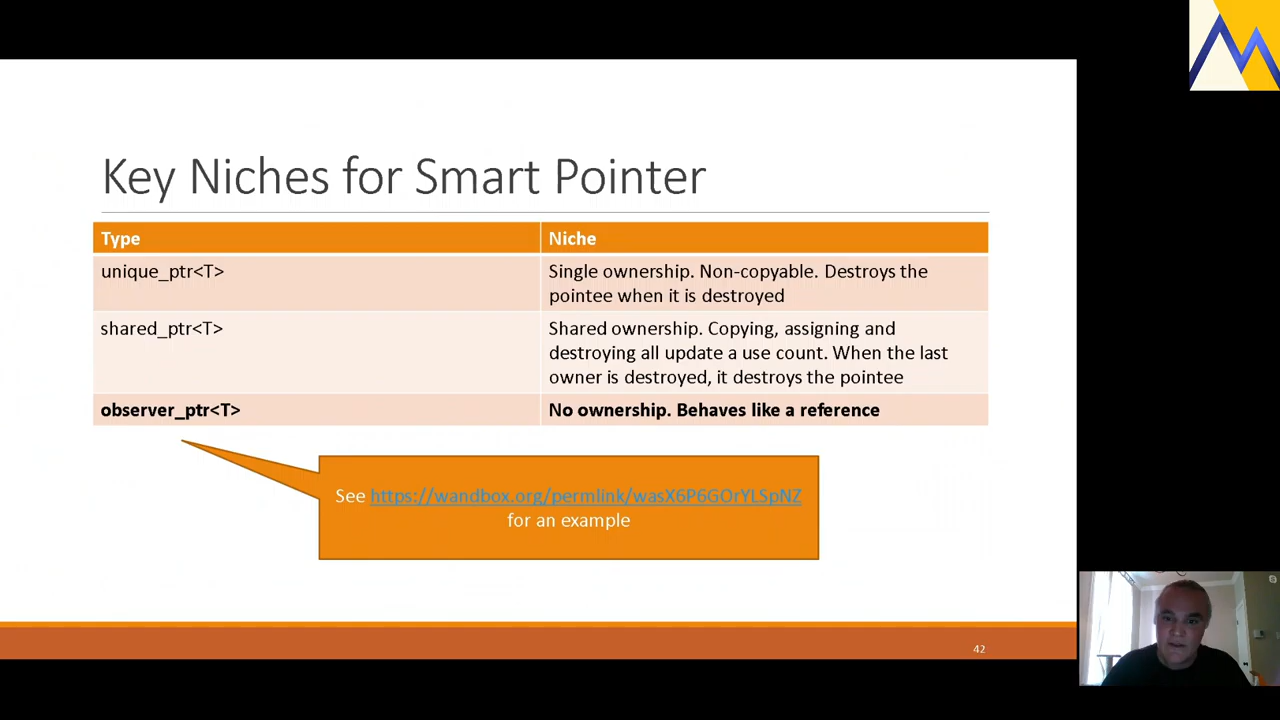 Key Niches for Smart Pointer
Type
Niche
unique_ptr<T>
Single ownership. Non-copyable. Destroys the
pointee when it is destroyed
shared_ptr<T>
Shared ownership. Copying, assigning and
destroying all update a use count. When the last
owner is destroyed, it destroys the pointee
observer_ptr<T>
No ownership. Behaves like a reference
See https://wandbox.org/permlink/wasX6P6GOrYLSpNZ
for an example
42